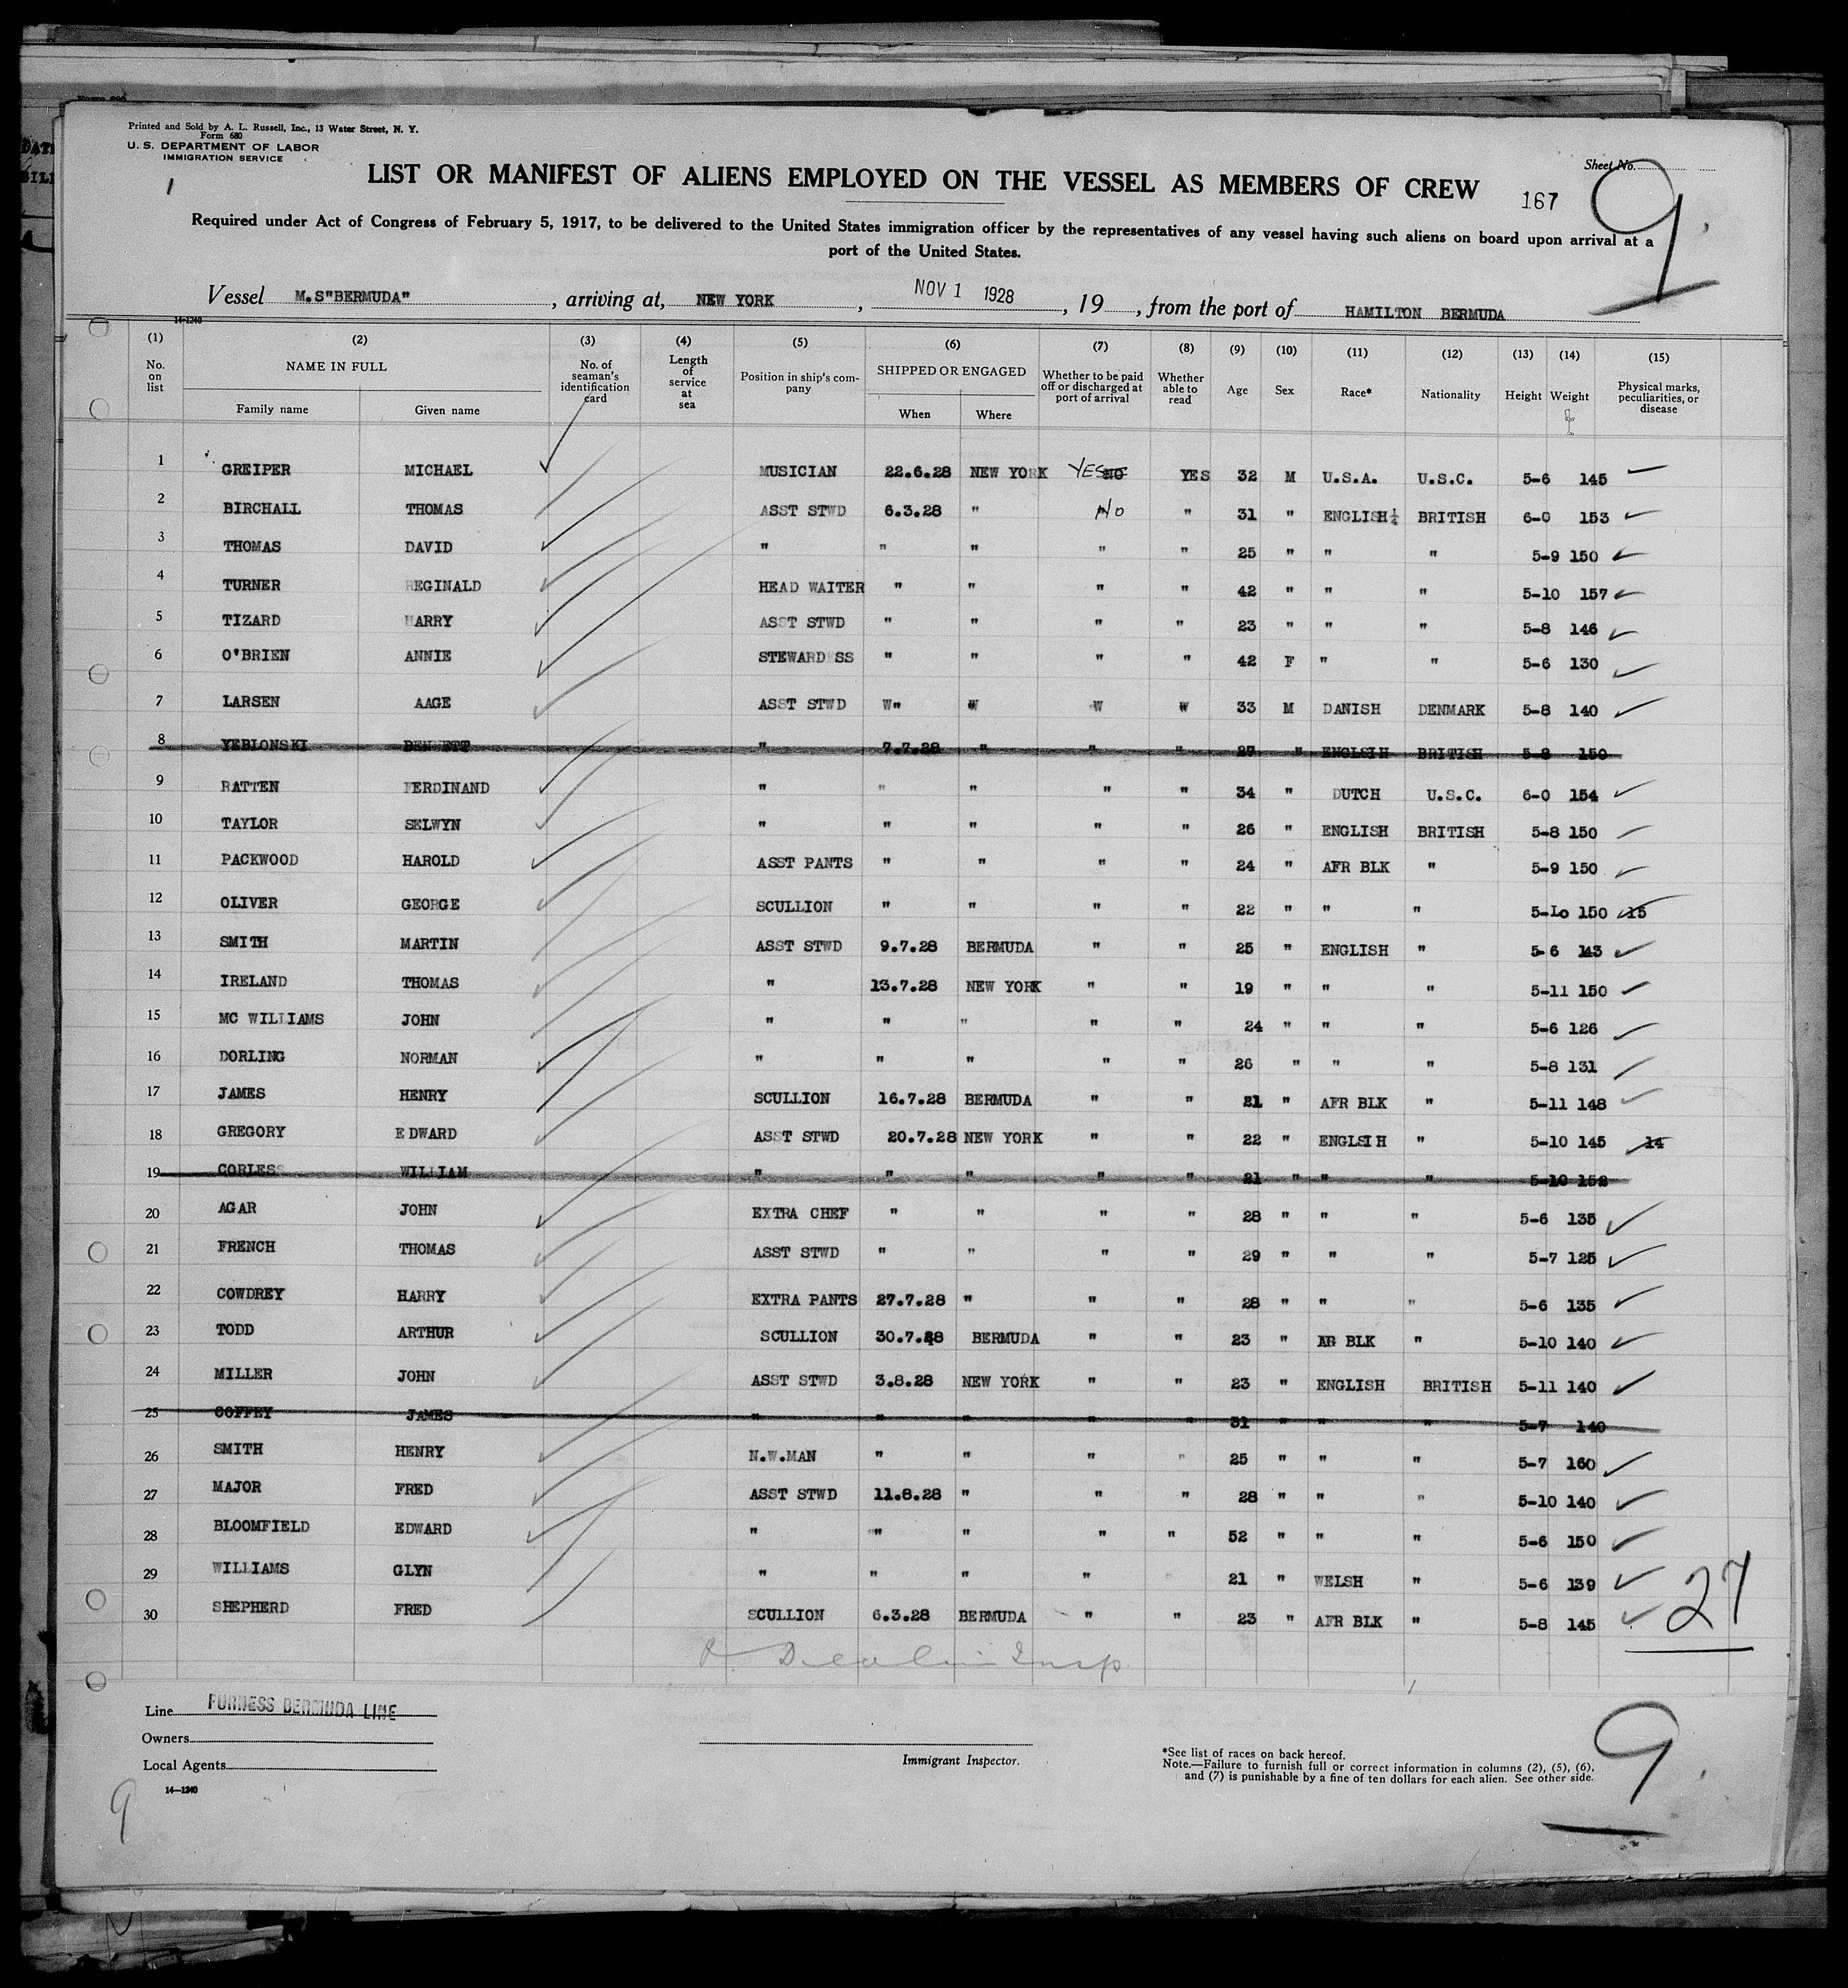 Printed and Sold by A. L. Russell, Inc., 13 Water Street, N. Y.
Form 680
U. S. DEPARTMENT OF LABOR
IMMIGRATION SERVICE
1
Sheet No.
9
LIST OR MANIFEST OF ALIENS EMPLOYED ON THE VESSEL AS MEMBERS OF CREW
167
Required under Act of Congress of February 5, 1917, to be delivered to the United States immigration officer by the representatives of any vessel having such aliens on board upon arrival at a
port of the United States.
Vessel M.S"BERMUDA" , arriving at, NEW YORK , NOV 1 1928 , 19 , from the port of HAMILTON BERMUDA
14-1240
(1) (2) (3) (4) (5) (6) (7) (8) (9) (10) (11) (12) (13) (14) (15)
No. on list NAME IN FULL Family name Given name No. of seaman's identification card Length of service at sea Position in ship's company SHIPPED OR ENGAGED When Where Whether to be paid off or discharged at port of arrival Whether able to read Age Sex Race* Nationality Height Weight Physical marks, peculiarities, or disease
1 GREIPER MICHAEL MUSICIAN 22.6.28 NEW YORK YES NO YES 32 M U.S.A. U.S.C. 5-6 145
2 BIRCHALL THOMAS ASST STWD 6.3.28 " NO " 31 " ENGLISH BRITISH 6-0 153
3 THOMAS DAVID " " " " " 25 " " " 5-9 150
4 TURNER REGINALD HEAD WAITER " " " " 42 " " " 5-10 157
5 TIZARD HARRY ASST STWD " " " " 23 " " " 5-8 146
6 O'BRIEN ANNIE STEWARD SS " " " " 42 F " " 5-6 130
7 LARSEN AAGE ASST STWD W" W W W 33 M DANISH DENMARK 5-8 140
8 YEBLONSKI BEN ETT " 7.7.28 " " " 27 " ENGLSIH BRITISH 5-8 150
9 RATTEN FERDINAND " " " " " 34 " DUTCH U.S.C. 6-0 154
10 TAYLOR SELWYN " " " " " 26 " ENGLISH BRITISH 5-8 150
11 PACKWOOD HAROLD ASST PANTS " " " " 24 " AFR BLK " 5-9 150
12 OLIVER GEORGE SCULLION " " " " 22 " " " 5-Lo 150 15
13 SMITH MARTIN ASST STWD 9.7.28 BERMUDA " " 25 " ENGLISH " 5-6 143
14 IRELAND THOMAS " 13.7.28 NEW YORK " " 19 " " " 5-11 150
15 MC WILLIAMS JOHN " " " " " 24 " " " 5-6 126
16 DORLING NORMAN " " " " " 26 " " " 5-8 131
17 JAMES HENRY SCULLION 16.7.28 BERMUDA " " 21 " AFR BLK " 5-11 148
18 GREGORY EDWARD ASST STWD 20.7.28 NEW YORK " " 22 " ENGLSIH " 5-10 145 14
19 CORLESS WILLIAM " " " " " 21 " " " 5-10 152
20 AGAR JOHN EXTRA CHEF " " " " 28 " " " 5-6 135
21 FRENCH THOMAS ASST STWD " " " " 29 " " " 5-7 125
22 COWDREY HARRY EXTRA PANTS 27.7.28 " " " 28 " " " 5-6 135
23 TODD ARTHUR SCULLION 30.7.28 BERMUDA " " 23 " BLK " 5-10 140
24 MILLER JOHN ASST STWD 3.8.28 NEW YORK " " 23 " ENGLISH BRITISH 5-11 140
25 COFFEY JAMES " " " " " 31 " " " 5-7 140
26 SMITH HENRY N.W.MAN " " " " 25 " " " 5-7 160
27 MAJOR FRED ASST STWD 11.8.28 " " " 28 " " " 5-10 140
28 BLOOMFIELD EDWARD " " " " " 52 " " " 5-6 150
29 WILLIAMS GLYN " " " " " 21 " WELSH " 5-6 139
30 SHEPHERD FRED SCULLION 6.3.28 BERMUDA " " 23 " AFR BLK " 5-8 145
27
Insp
Line FURNESS BERMUDA LINE
Owners
Local Agents
14-1240
Immigrant Inspector.
*See list of races on back hereof.
Note.—Failure to furnish full or correct information in columns (2), (5), (6),
and (7) is punishable by a fine of ten dollars for each alien. See other side.
9
9